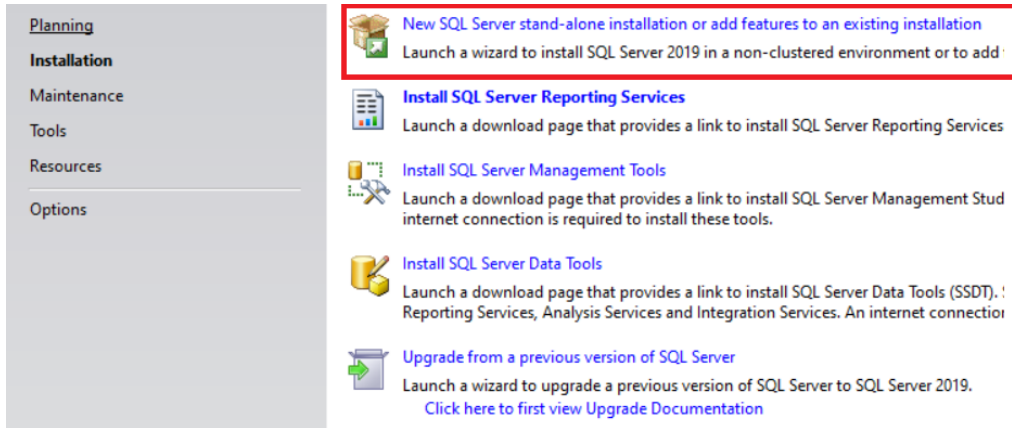 Planning
Installation
Maintenance
Tools
Resources
Options
New SQL Server stand-alone installation or add features to an existing installation
Launch a wizard to install SQL Server 2019 in a non-clustered environment or to add
Install SQL Server Reporting Services
Launch a download page that provides a link to install SQL Server Reporting Services
Install SQL Server Management Tools
Launch a download page that provides a link to install SQL Server Management Stud
internet connection is required to install these tools.
Install SQL Server Data Tools
Launch a download page that provides a link to install SQL Server Data Tools (SSDT).
Reporting Services, Analysis Services and Integration Services. An internet connection
Upgrade from a previous version of SQL Server
Launch a wizard to upgrade a previous version of SQL Server to SQL Server 2019.
Click here to first view Upgrade Documentation